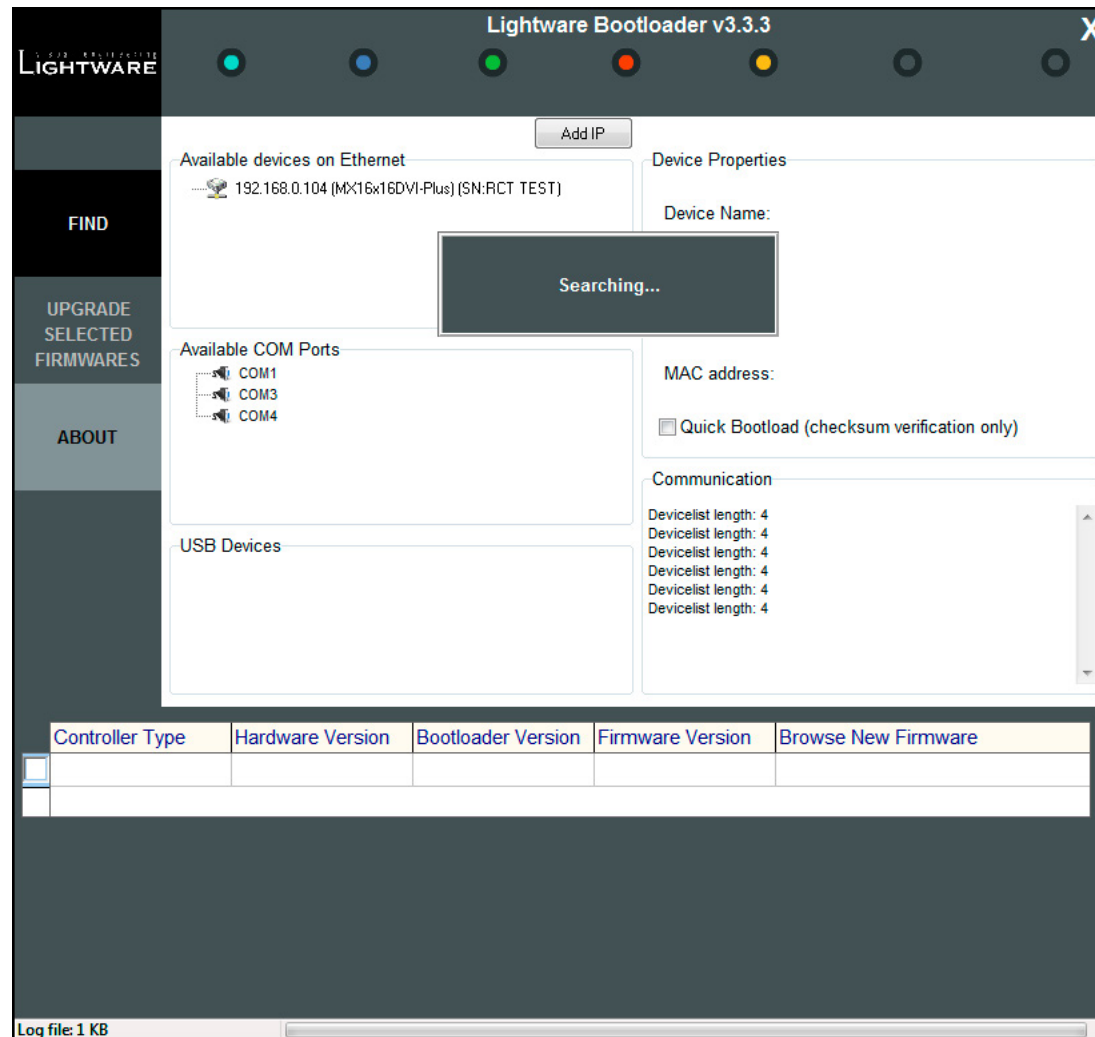 Lightware Bootloader v3.3.3
X
LIGHTWARE
Add IP
Available devices on Ethernet
192.168.0.104 (MX16x16DVI-Plus) (SN:RCT TEST)
Device Properties
Device Name:
FIND
Searching...
UPGRADE
SELECTED
FIRMWARES
Available COM Ports
COM1
COM3
COM4
MAC address:
Quick Bootload (checksum verification only)
ABOUT
Communication
Devicelist length: 4
Devicelist length: 4
Devicelist length: 4
Devicelist length: 4
Devicelist length: 4
Devicelist length: 4
USB Devices
Controller Type
Hardware Version
Bootloader Version
Firmware Version
Browse New Firmware
Log file: 1 KB